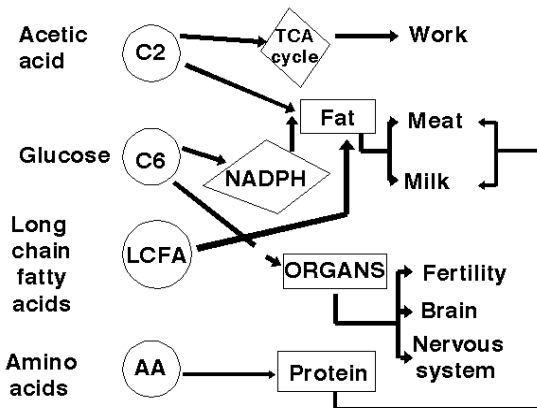 Acetic
acid
C2
TCA
cycle
Work
Fat
Meat
Milk
Glucose
C6
NADPH
Long
chain
fatty
acids
LCFA
ORGANS
Fertility
Brain
Nervous
system
Amino
acids
AA
Protein